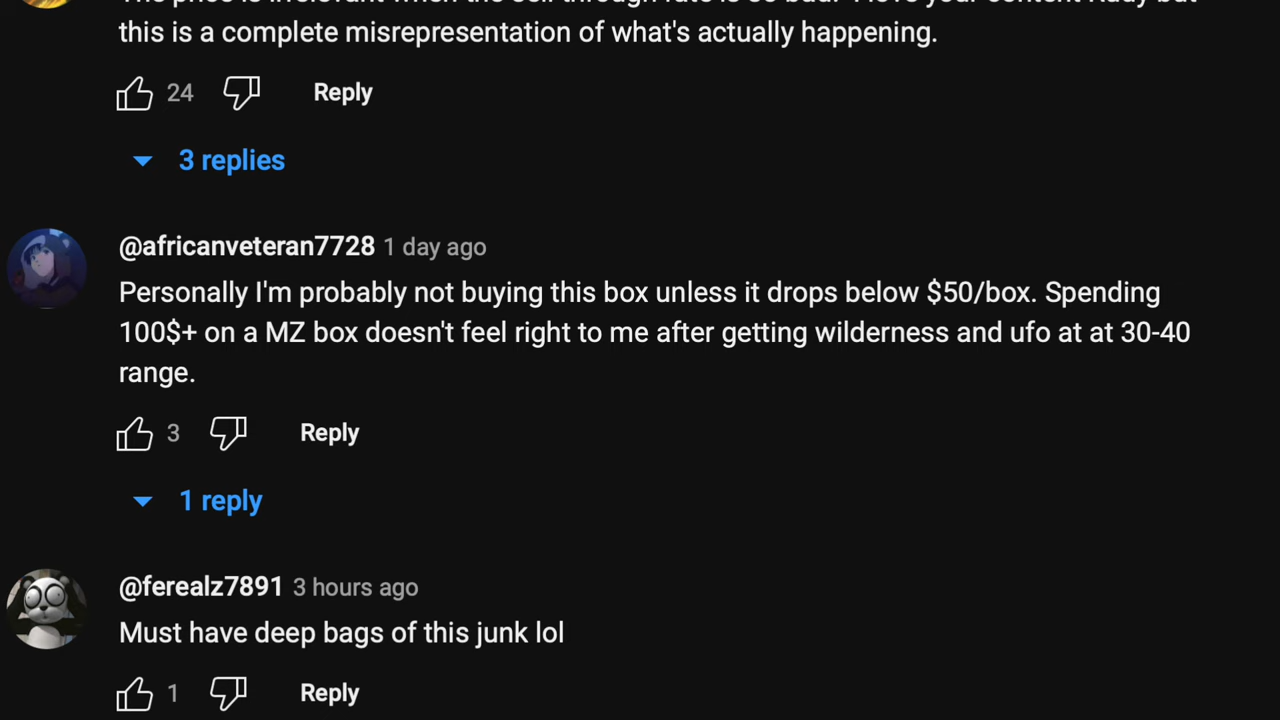 this is a complete misrepresentation of what's actually happening.
24 Reply
3 replies
@africanveteran7728 1 day ago
Personally I'm probably not buying this box unless it drops below $50/box. Spending
100$+ on a MZ box doesn't feel right to me after getting wilderness and ufo at at 30-40
range.
3 Reply
1 reply
@ferealz7891 3 hours ago
Must have deep bags of this junk lol
1 Reply